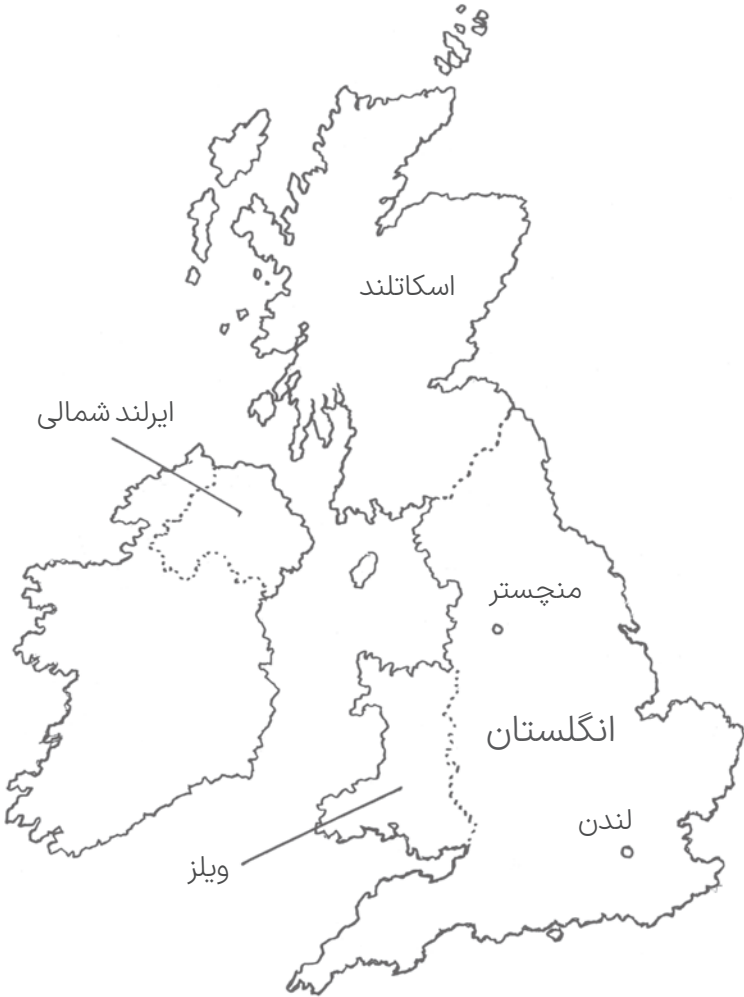 اسکاتلند
ایرلند شمالی
منچستر
انگلستان
لندن
ویلز